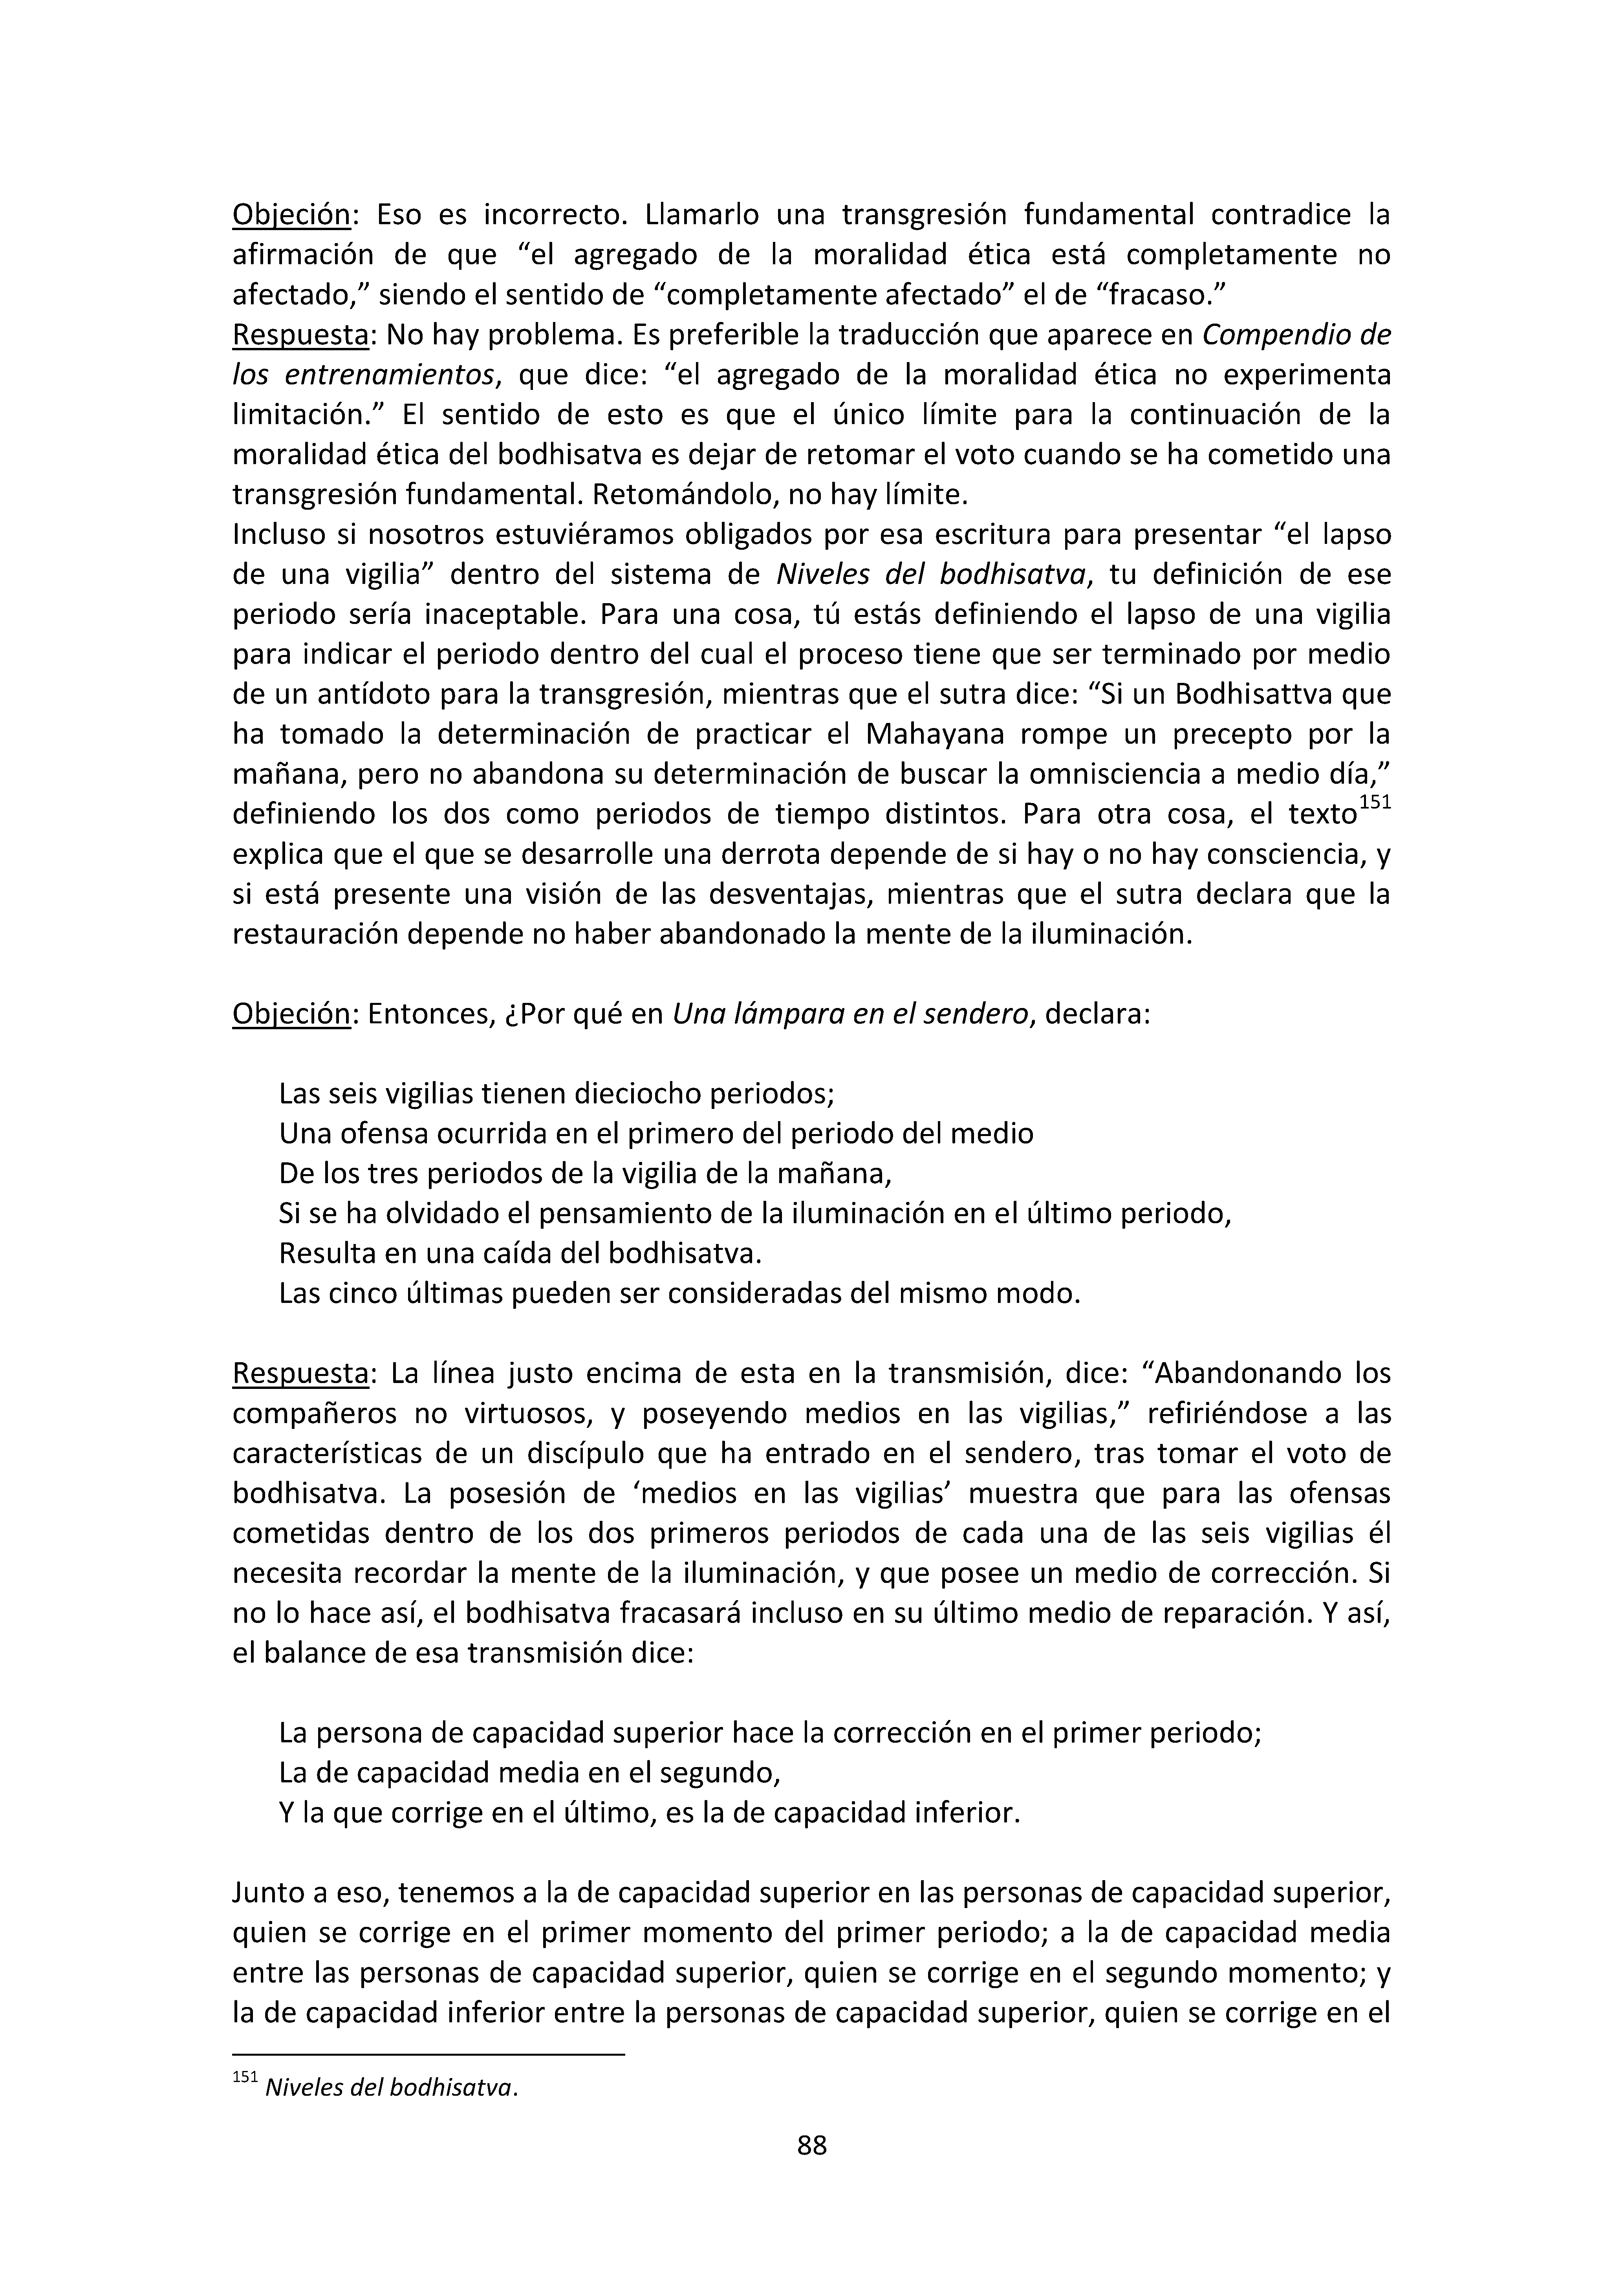 Objeción: Eso es incorrecto. Llamarlo una transgresión fundamental contradice la
afirmación de que “el agregado de la moralidad ética está completamente no
afectado,” siendo el sentido de “completamente afectado” el de “fracaso.”
Respuesta: No hay problema. Es preferible la traducción que aparece en Compendio de
los entrenamientos, que dice: “el agregado de la moralidad ética no experimenta
limitación.” El sentido de esto es que el único límite para la continuación de la
moralidad ética del bodhisatva es dejar de retomar el voto cuando se ha cometido una
transgresión fundamental. Retomándolo, no hay límite.
Incluso si nosotros estuviéramos obligados por esa escritura para presentar “el lapso
de una vigilia” dentro del sistema de Niveles del bodhisatva, tu definición de ese
periodo sería inaceptable. Para una cosa, tú estás definiendo el lapso de una vigilia
para indicar el periodo dentro del cual el proceso tiene que ser terminado por medio
de un antídoto para la transgresión, mientras que el sutra dice: “Si un Bodhisattva que
ha tomado la determinación de practicar el Mahayana rompe un precepto por la
mañana, pero no abandona su determinación de buscar la omnisciencia a medio día,”
definiendo los dos como periodos de tiempo distintos. Para otra cosa, el texto151
explica que el que se desarrolle una derrota depende de si hay o no hay consciencia, y
si está presente una visión de las desventajas, mientras que el sutra declara que la
restauración depende no haber abandonado la mente de la iluminación.
Objeción: Entonces, ¿Por qué en Una lámpara en el sendero, declara:
Las seis vigilias tienen dieciocho periodos;
Una ofensa ocurrida en el primero del periodo del medio
De los tres periodos de la vigilia de la mañana,
Si se ha olvidado el pensamiento de la iluminación en el último periodo,
Resulta en una caída del bodhisatva.
Las cinco últimas pueden ser consideradas del mismo modo.
Respuesta: La línea justo encima de esta en la transmisión, dice: “Abandonando los
compañeros no virtuosos, y poseyendo medios en las vigilias,” refiriéndose a las
características de un discípulo que ha entrado en el sendero, tras tomar el voto de
bodhisatva. La posesión de ‘medios en las vigilias’ muestra que para las ofensas
cometidas dentro de los dos primeros periodos de cada una de las seis vigilias él
necesita recordar la mente de la iluminación, y que posee un medio de corrección. Si
no lo hace así, el bodhisatva fracasará incluso en su último medio de reparación. Y así,
el balance de esa transmisión dice:
La persona de capacidad superior hace la corrección en el primer periodo;
La de capacidad media en el segundo,
Y la que corrige en el último, es la de capacidad inferior.
Junto a eso, tenemos a la de capacidad superior en las personas de capacidad superior,
quien se corrige en el primer momento del primer periodo; a la de capacidad media
entre las personas de capacidad superior, quien se corrige en el segundo momento; y
la de capacidad inferior entre la personas de capacidad superior, quien se corrige en el
151 Niveles del bodhisatva.
88